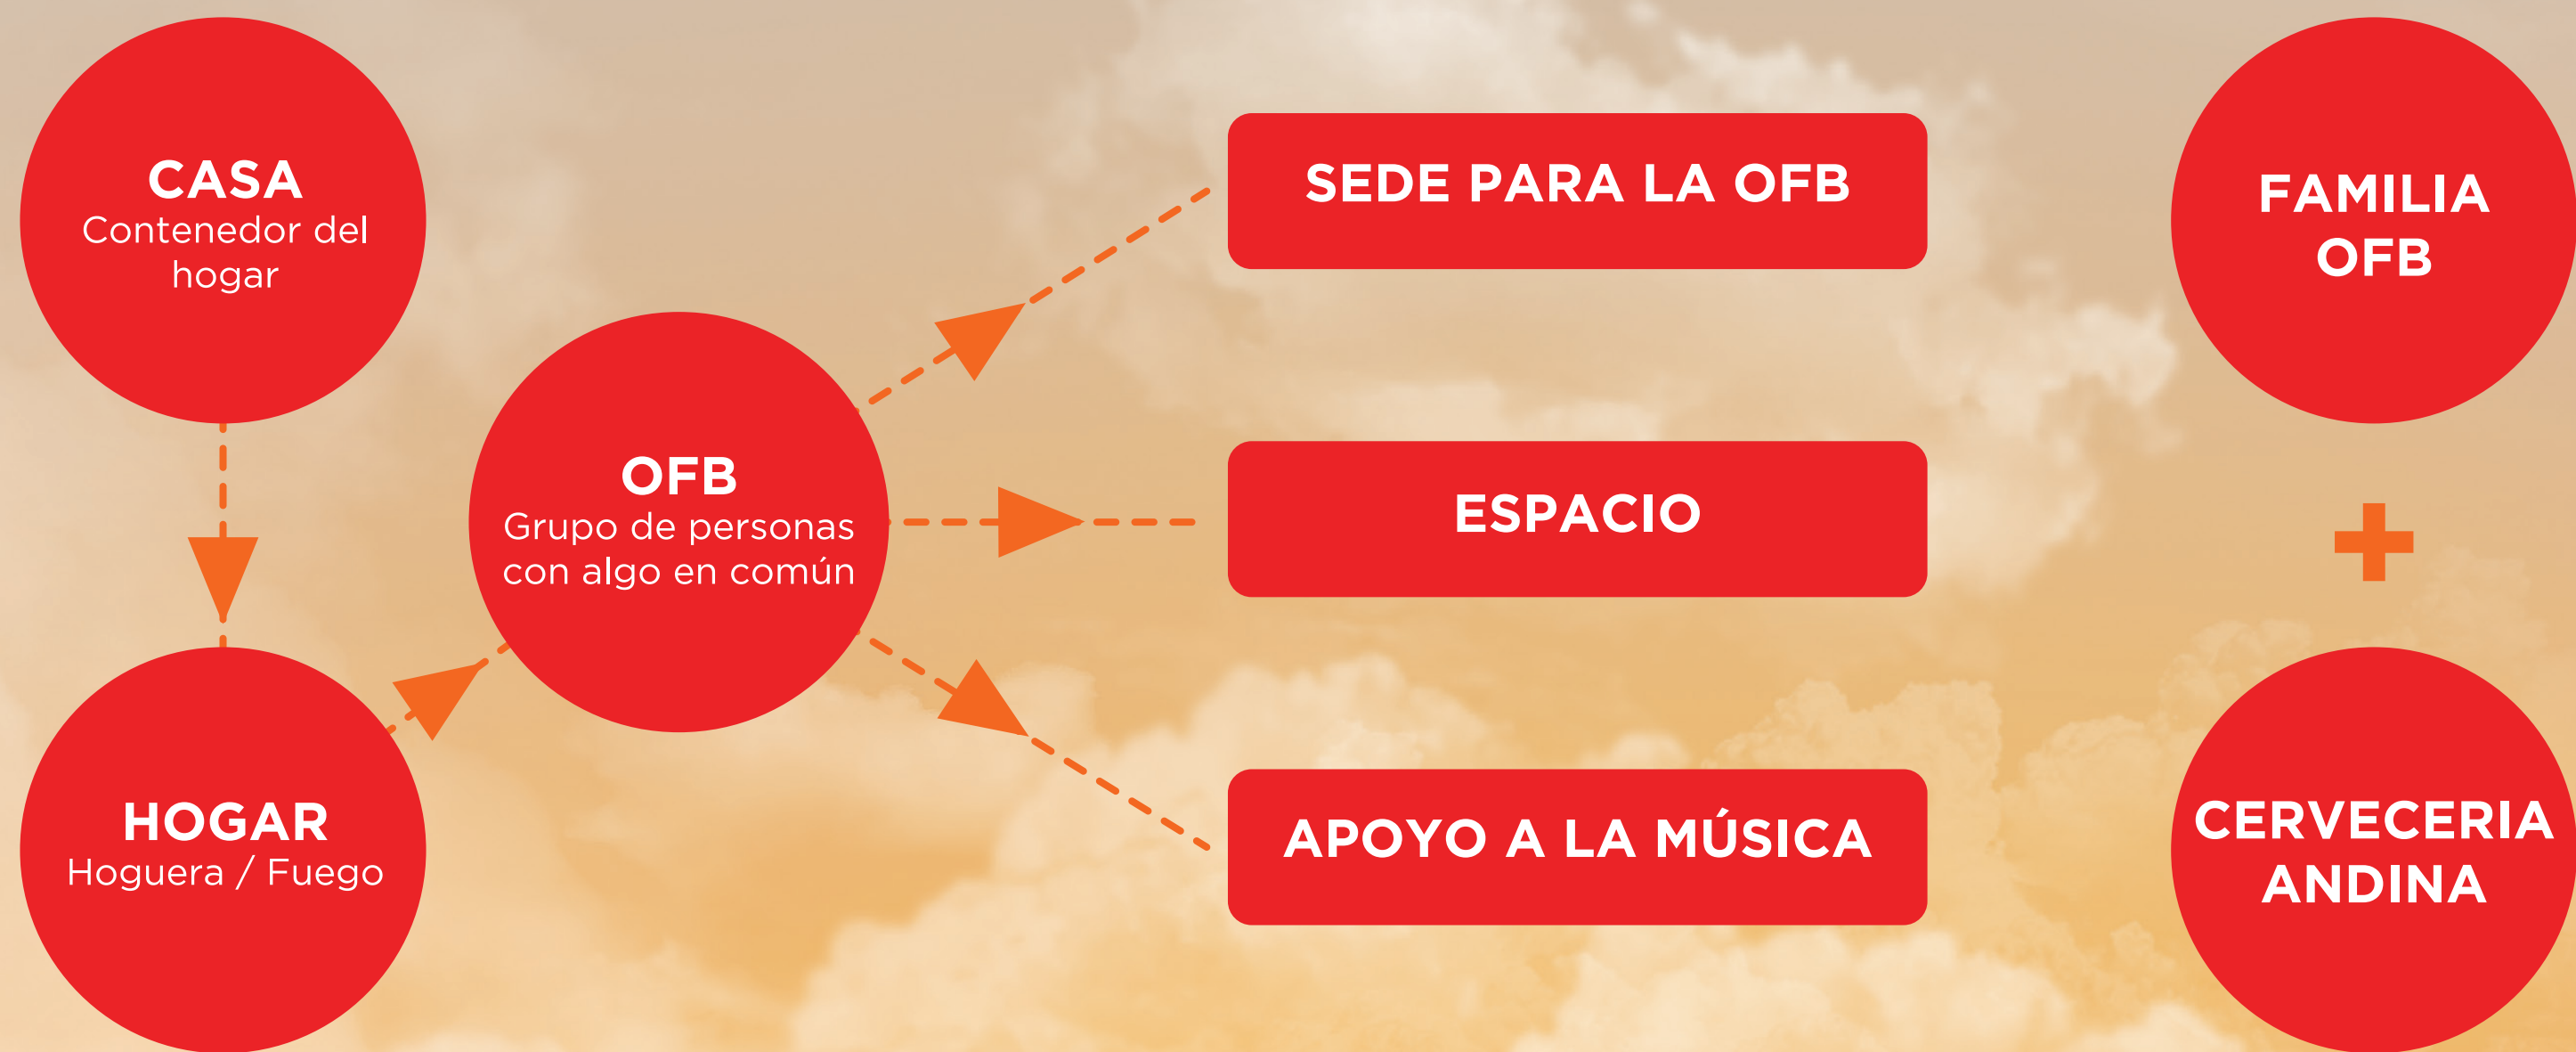 CASA
Contenedor del
hogar
HOGAR
Hoguera / Fuego
OFB
Grupo de personas
con algo en común
SEDE PARA LA OFB
ESPACIO
APOYO A LA MÚSICA
FAMILIA
OFB
+
CERVECERIA
ANDINA